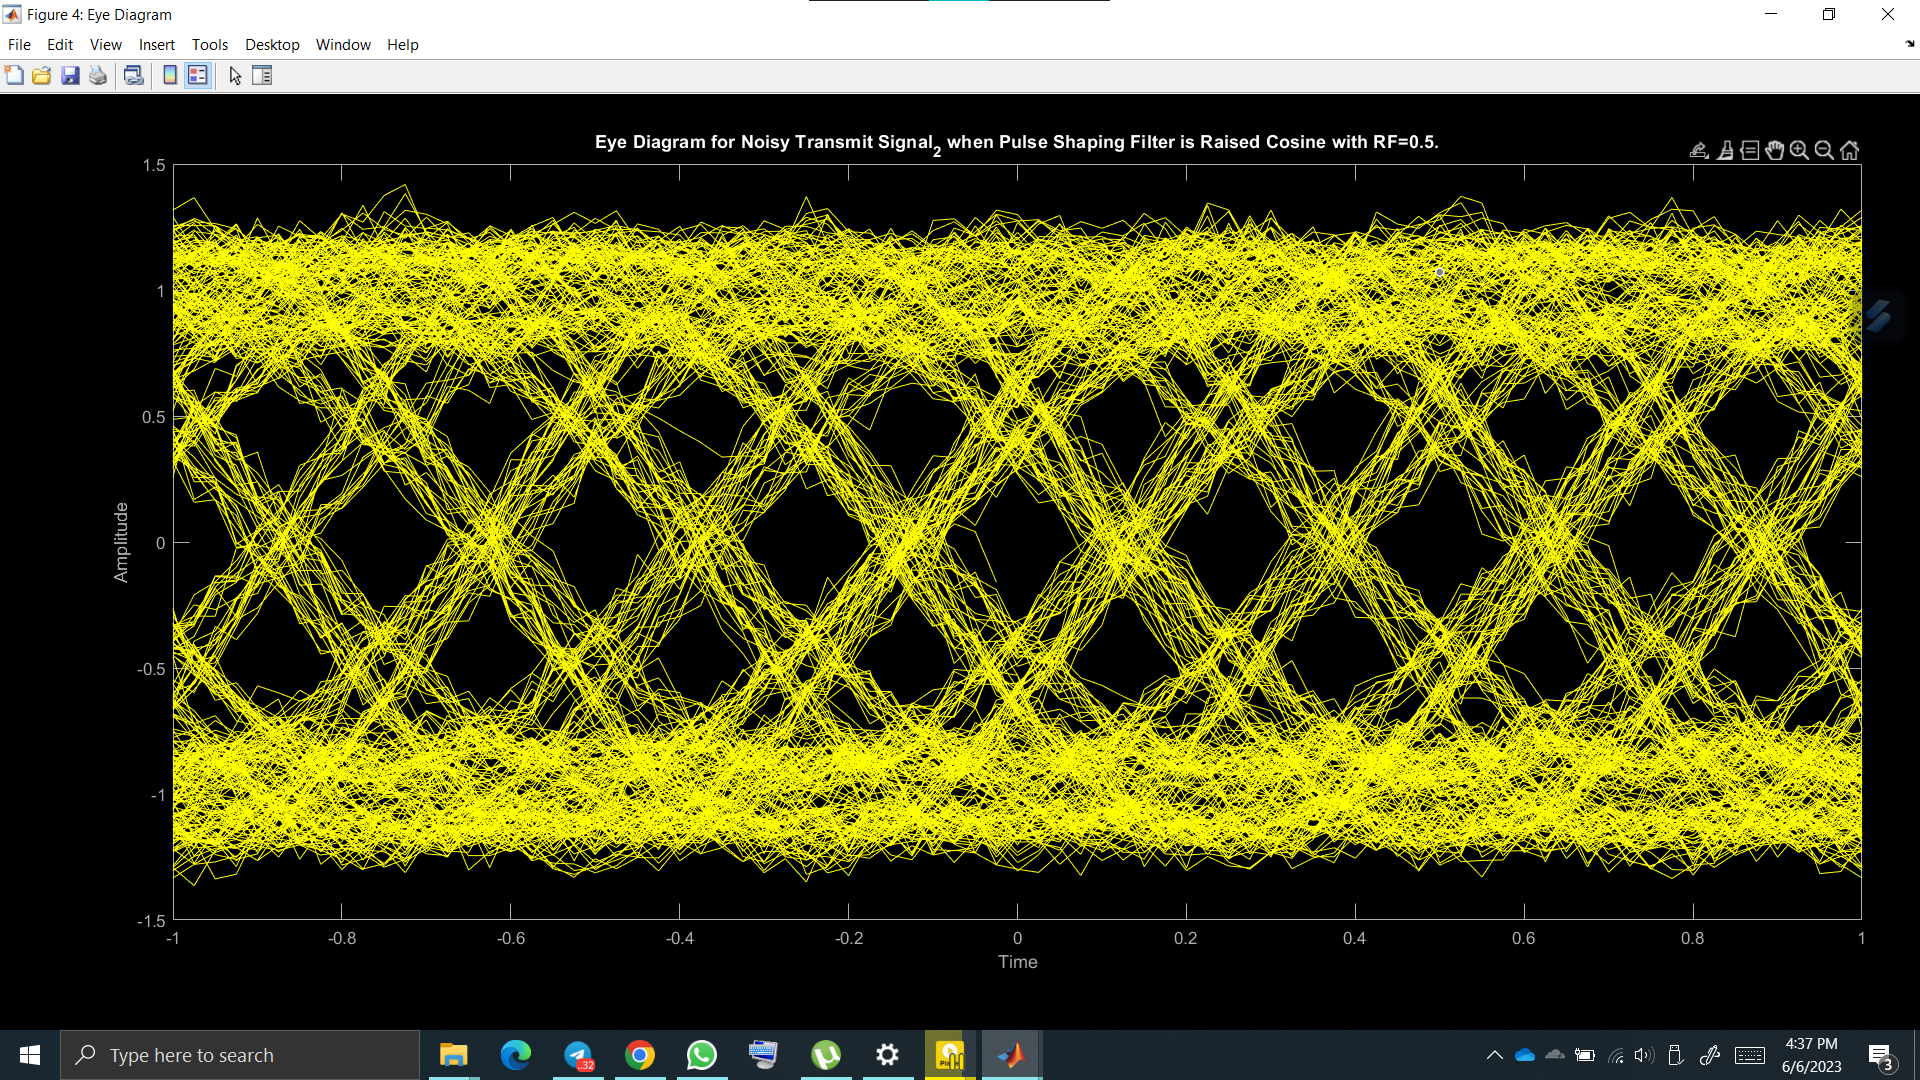 Figure 4: Eye Diagram
File Edit View Insert Tools Desktop Window Help
Eye Diagram for Noisy Transmit Signal2 when Pulse Shaping Filter is Raised Cosine with RF=0.5.
1.5
1
0.5
0
-0.5
-1
-1.5
Amplitude
-1 -0.8 -0.6 -0.4 -0.2 0 0.2 0.4 0.6 0.8 1
Time
Type here to search
..32
4:37 PM
6/6/2023
3